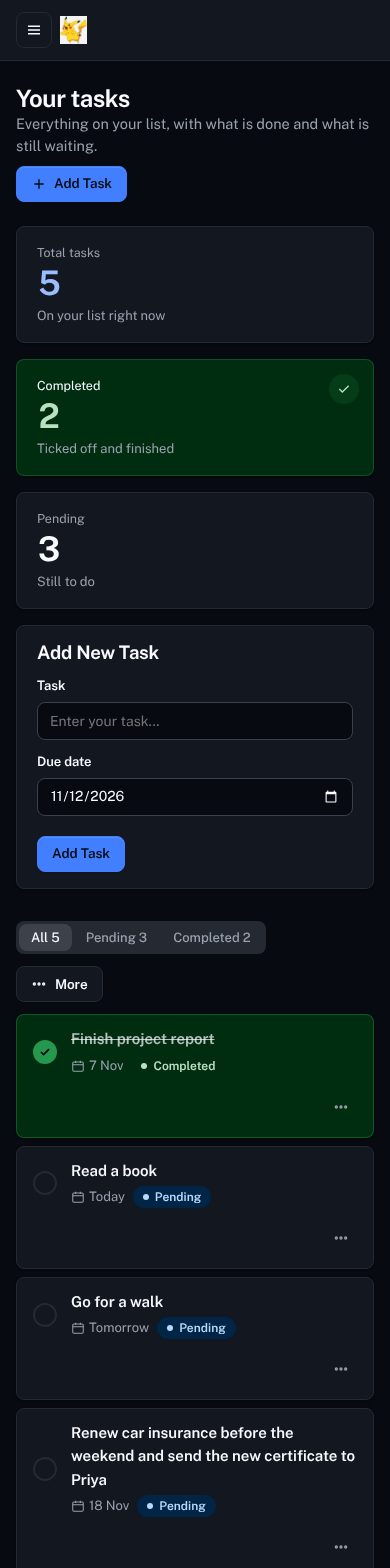 Your tasks
Everything on your list, with what is done and what is
still waiting.
Add Task
Total tasks
5
On your list right now
Completed
2
Ticked off and finished
Pending
3
Still to do
Add New Task
Task
Enter your task...
Due date
11/12/2026
Add Task
All 5 Pending 3 Completed 2
More
Finish project report
7 Nov Completed
Read a book
Today Pending
Go for a walk
Tomorrow Pending
Renew car insurance before the
weekend and send the new certificate to
Priya
18 Nov Pending